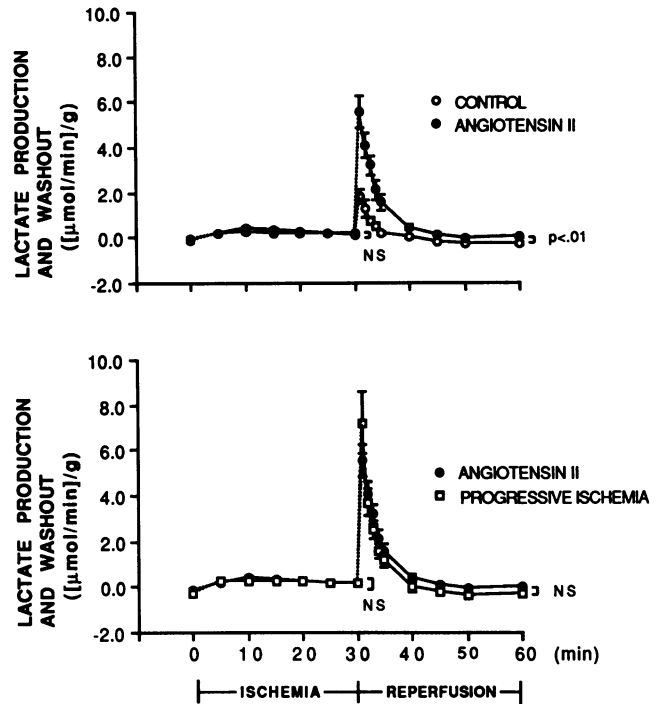 LACTATE PRODUCTION
AND WASHOUT
([μmol/min]/g)
10.0
8.0
6.0
4.0
2.0
0.0
-2.0
CONTROL
ANGIOTENSIN II
NS
p<.01
LACTATE PRODUCTION
AND WASHOUT
([μmol/min]/g)
10.0
8.0
6.0
4.0
2.0
0.0
-2.0
ANGIOTENSIN II
PROGRESSIVE ISCHEMIA
NS
NS
0 10 20 30 40 50 60 (min)
ISCHEMIA REPERFUSION